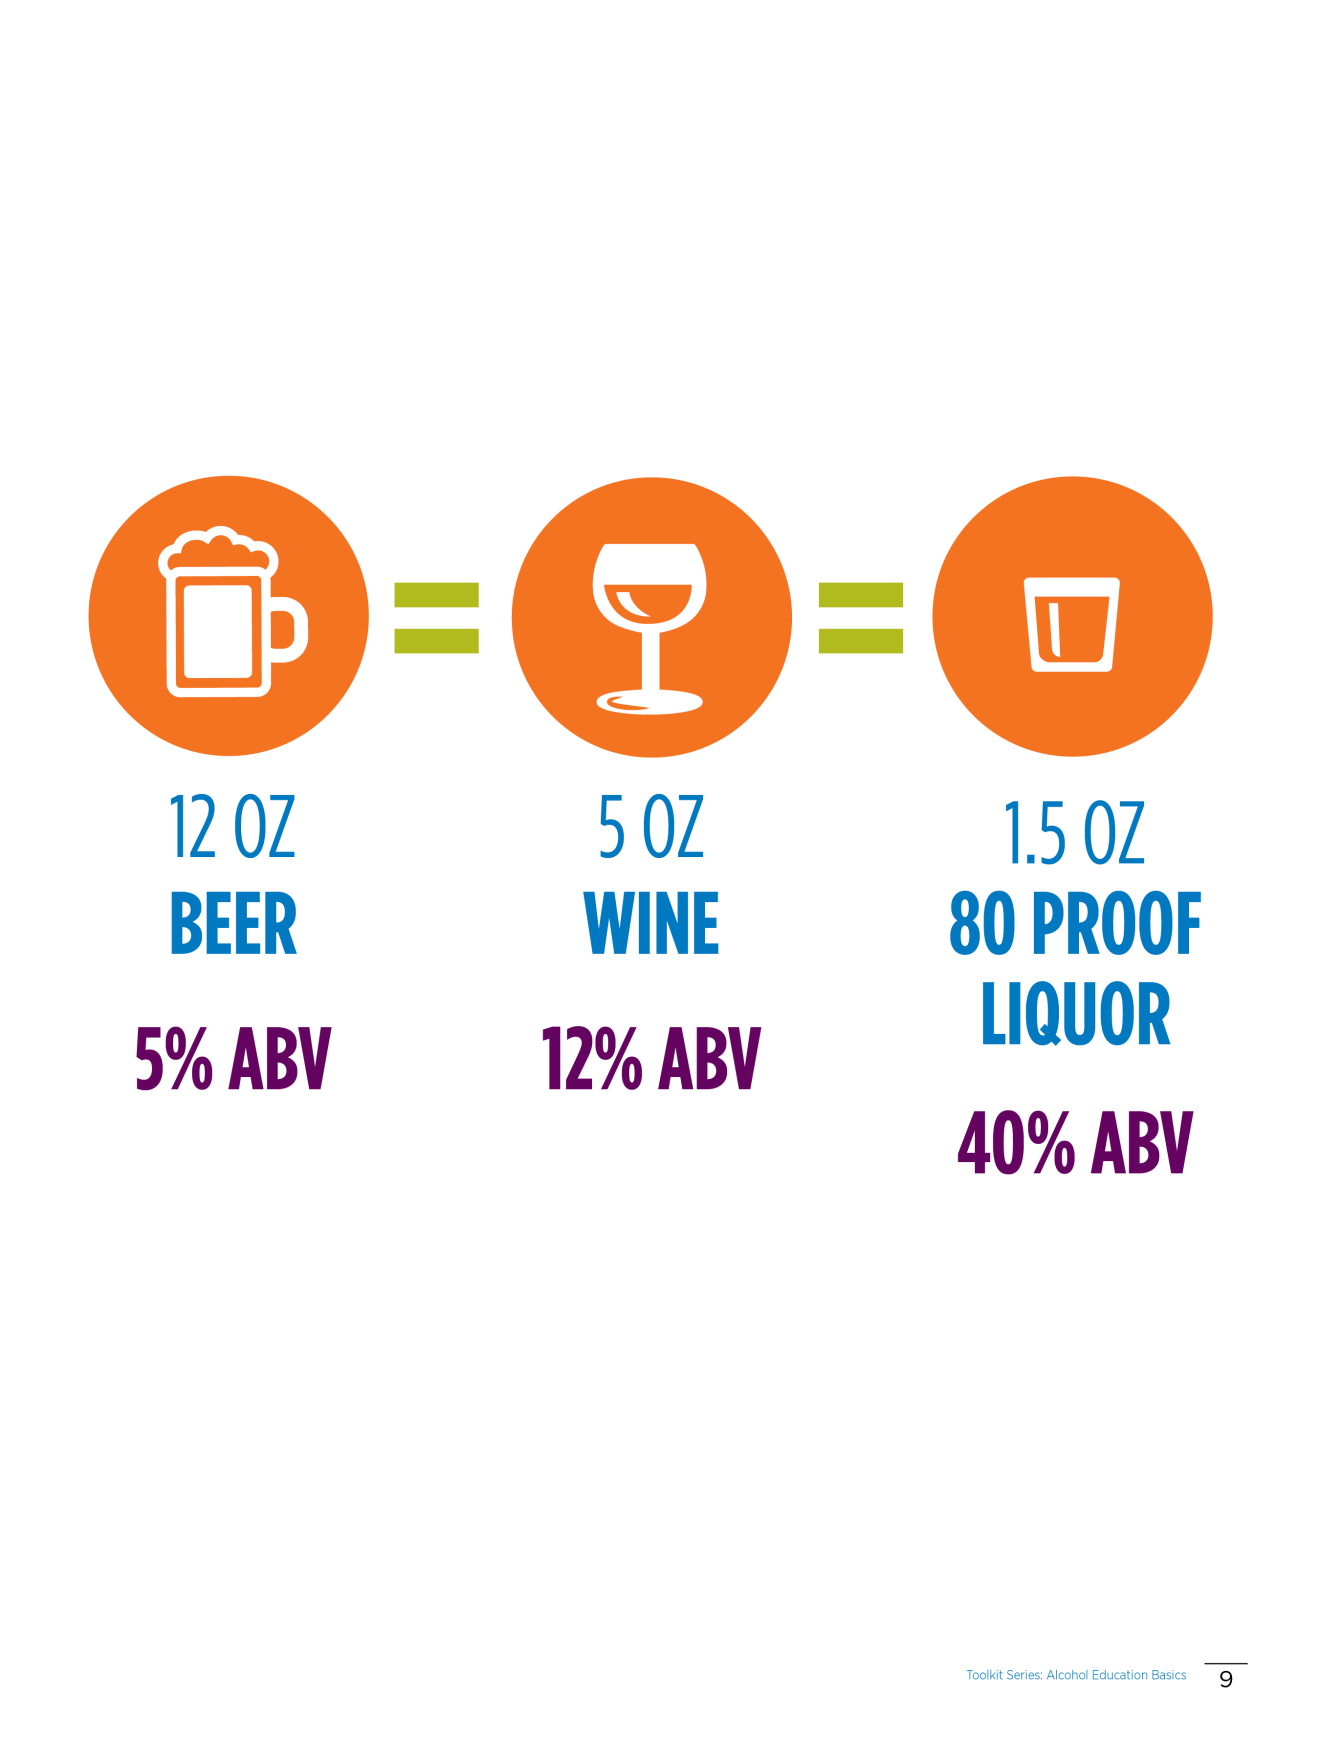 12 OZ
BEER
5% ABV
5 OZ
WINE
12% ABV
1.5 OZ
80 PROOF
LIQUOR
40% ABV
Toolkit Series: Alcohol Education Basics
9